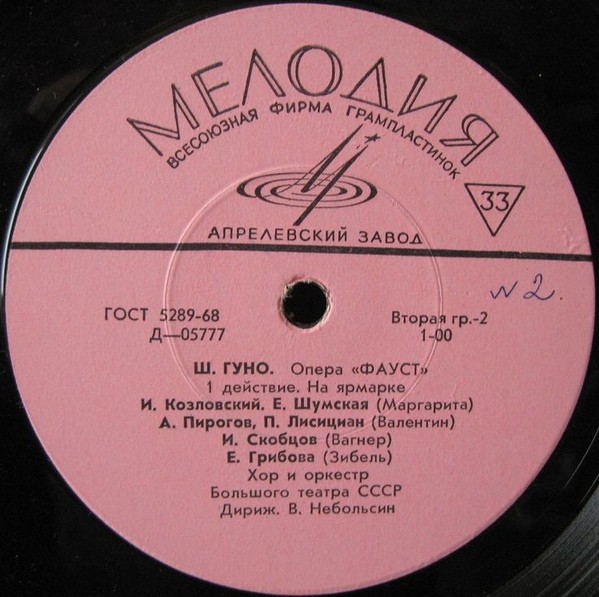 МЕЛОДИЯ
ВСЕСОЮЗНАЯ ФИРМА ГРАМПЛАСТИНОК
33
АПРЕЛЕВСКИЙ ЗАВОД
N 2.
ГОСТ 5289-68
Вторая гр.-2
Д—05777
1-00
Ш. ГУНО. Опера «ФАУСТ»
1 действие. На ярмарке
И. Козловский. Е. Шумская (Маргарита)
А. Пирогов, П. Лисициан (Валентин)
И. Скобцов (Вагнер)
Е. Грибова (Зибель)
Хор и оркестр
Большого театра СССР
Дириж. В. Небольсин